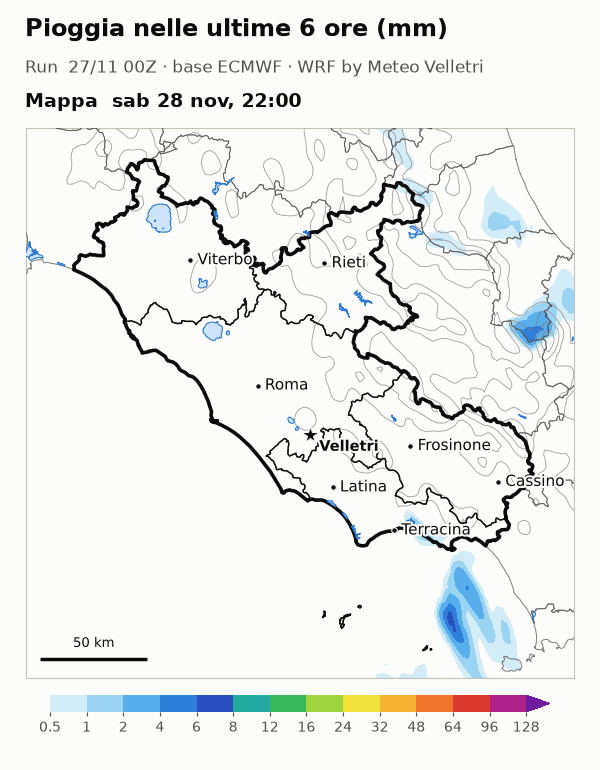 Pioggia nelle ultime 6 ore (mm)
Run  27/11 00Z · base ECMWF · WRF by Meteo Velletri
Mappa  sab 28 nov, 22:00
Viterbo
Rieti
Roma
Velletri
Frosinone
Cassino
Latina
Terracina
50 km
0.5 1 2 4 6 8 12 16 24 32 48 64 96 128